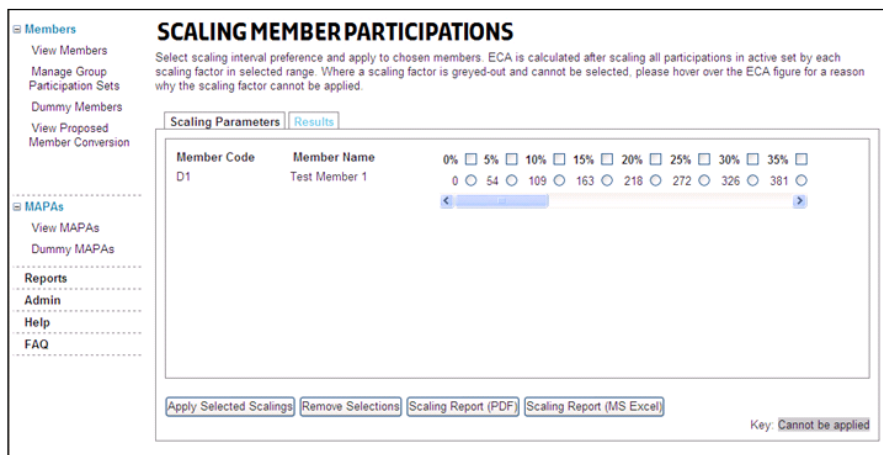 Members
View Members
Manage Group
Participation Sets
Dummy Members
View Proposed
Member Conversion
MAPAs
View MAPAs
Dummy MAPAs
Reports
Admin
Help
FAQ
SCALING MEMBER PARTICIPATIONS
Select scaling interval preference and apply to chosen members. ECA is calculated after scaling all participations in active set by each
scaling factor in selected range. Where a scaling factor is greyed-out and cannot be selected, please hover over the ECA figure for a reason
why the scaling factor cannot be applied.
Scaling Parameters Results
Member Code Member Name 0% 5% 10% 15% 20% 25% 30% 35%
D1 Test Member 1 0 54 109 163 218 272 326 381
Apply Selected Scalings Remove Selections Scaling Report (PDF) Scaling Report (MS Excel)
Key: Cannot be applied